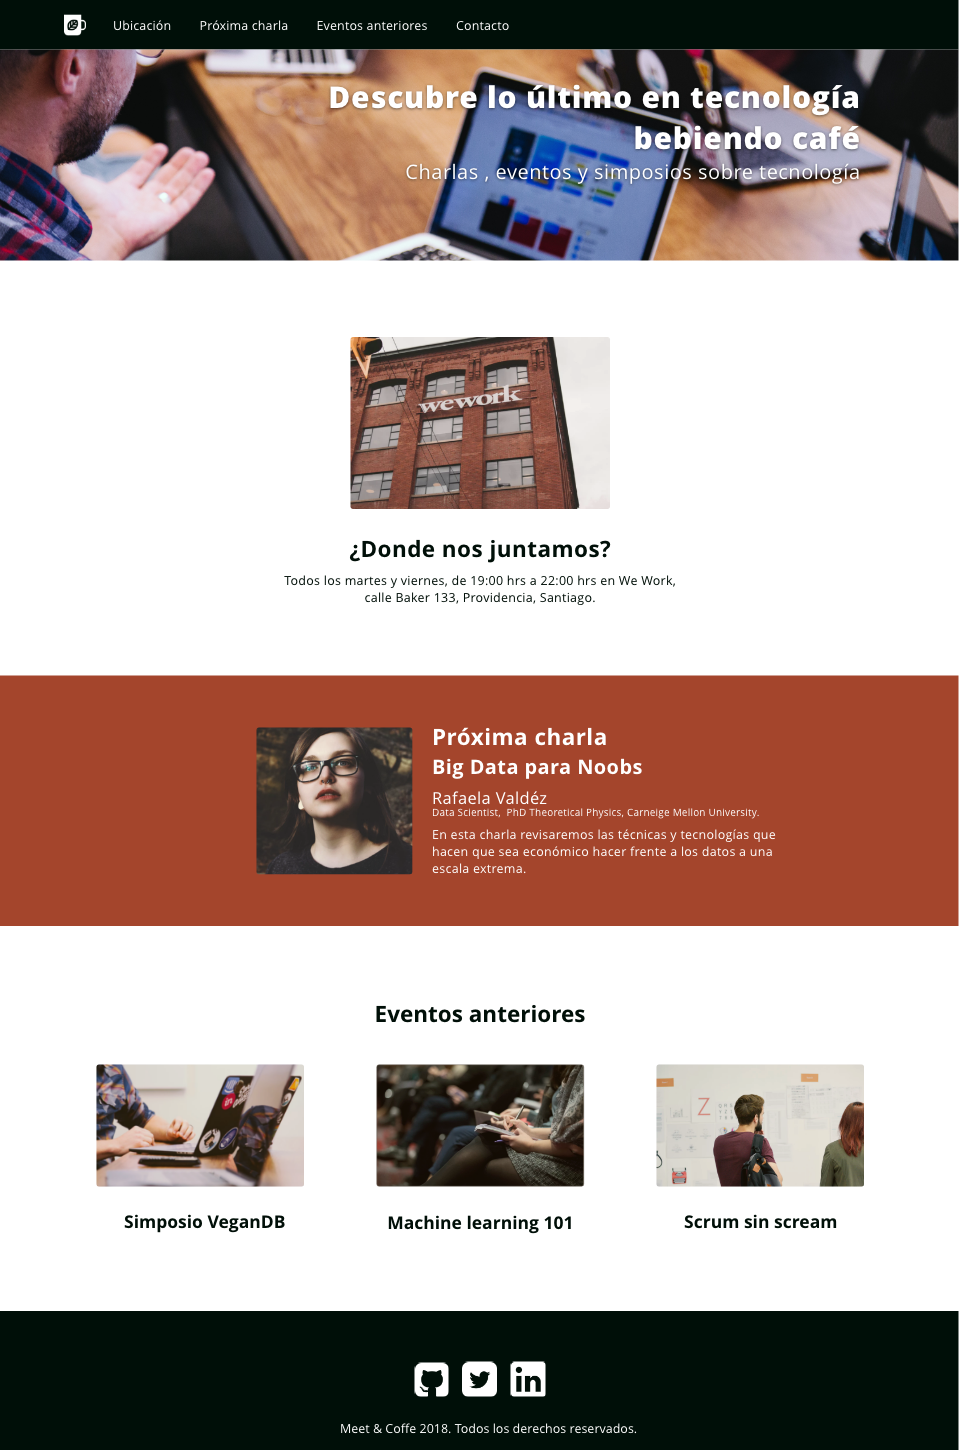 Ubicación Próxima charla Eventos anteriores Contacto
Descubre lo último en tecnología
bebiendo café
Charlas , eventos y simposios sobre tecnología
wework
¿Donde nos juntamos?
Todos los martes y viernes, de 19:00 hrs a 22:00 hrs en We Work,
calle Baker 133, Providencia, Santiago.
Próxima charla
Big Data para Noobs
Rafaela Valdéz
Data Scientist, PhD Theoretical Physics, Carneige Mellon University.
En esta charla revisaremos las técnicas y tecnologías que
hacen que sea económico hacer frente a los datos a una
escala extrema.
Eventos anteriores
Z
Simposio VeganDB Machine learning 101 Scrum sin scream
in
Meet & Coffe 2018. Todos los derechos reservados.